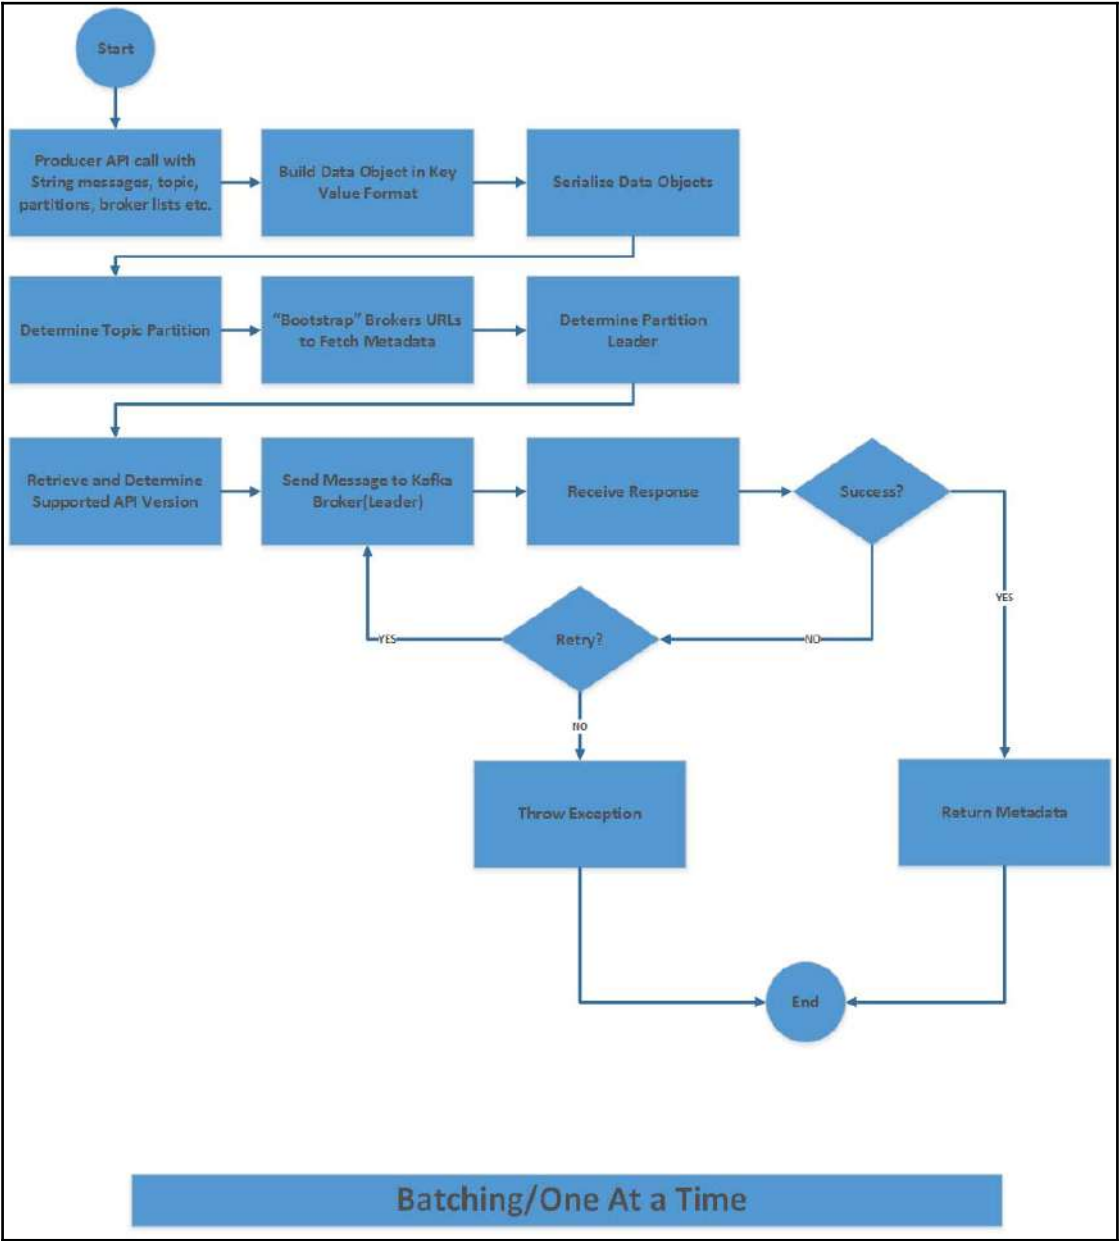 Start
Producer API call with
String messages, topic,
partitions, broker lists etc.
Build Data Object in Key
Value Format
Serialize Data Objects
Determine Topic Partition
“Bootstrap” Brokers URLs
to Fetch Metadata
Determine Partition
Leader
Retrieve and Determine
Supported API Version
Send Message to Kafka
Broker(Leader)
Receive Response
Success?
YES
Retry?
YES
NO
NO
Throw Exception
Return Metadata
End
Batching/One At a Time